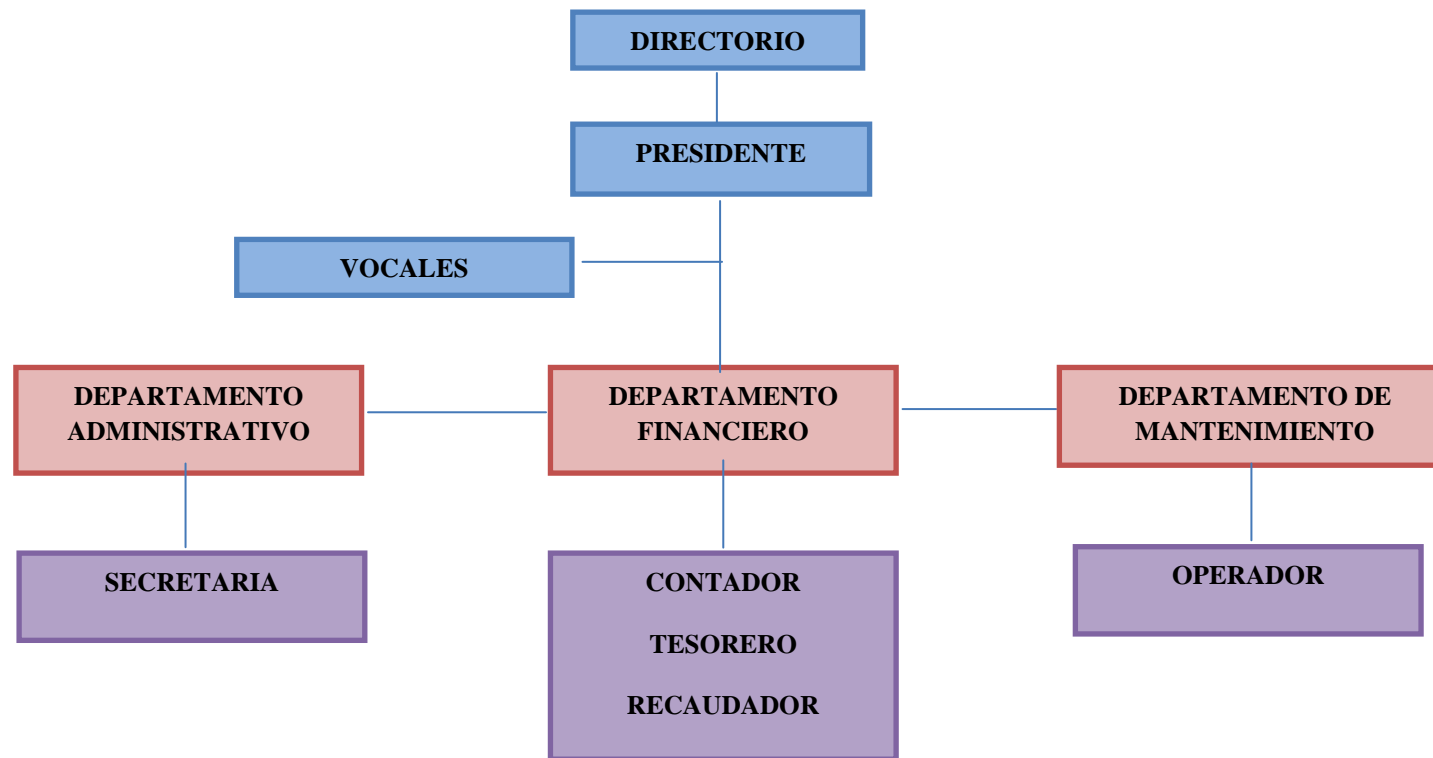 DIRECTORIO
PRESIDENTE
VOCALES
DEPARTAMENTO
ADMINISTRATIVO
DEPARTAMENTO
FINANCIERO
DEPARTAMENTO DE
MANTENIMIENTO
SECRETARIA
CONTADOR
TESORERO
RECAUDADOR
OPERADOR